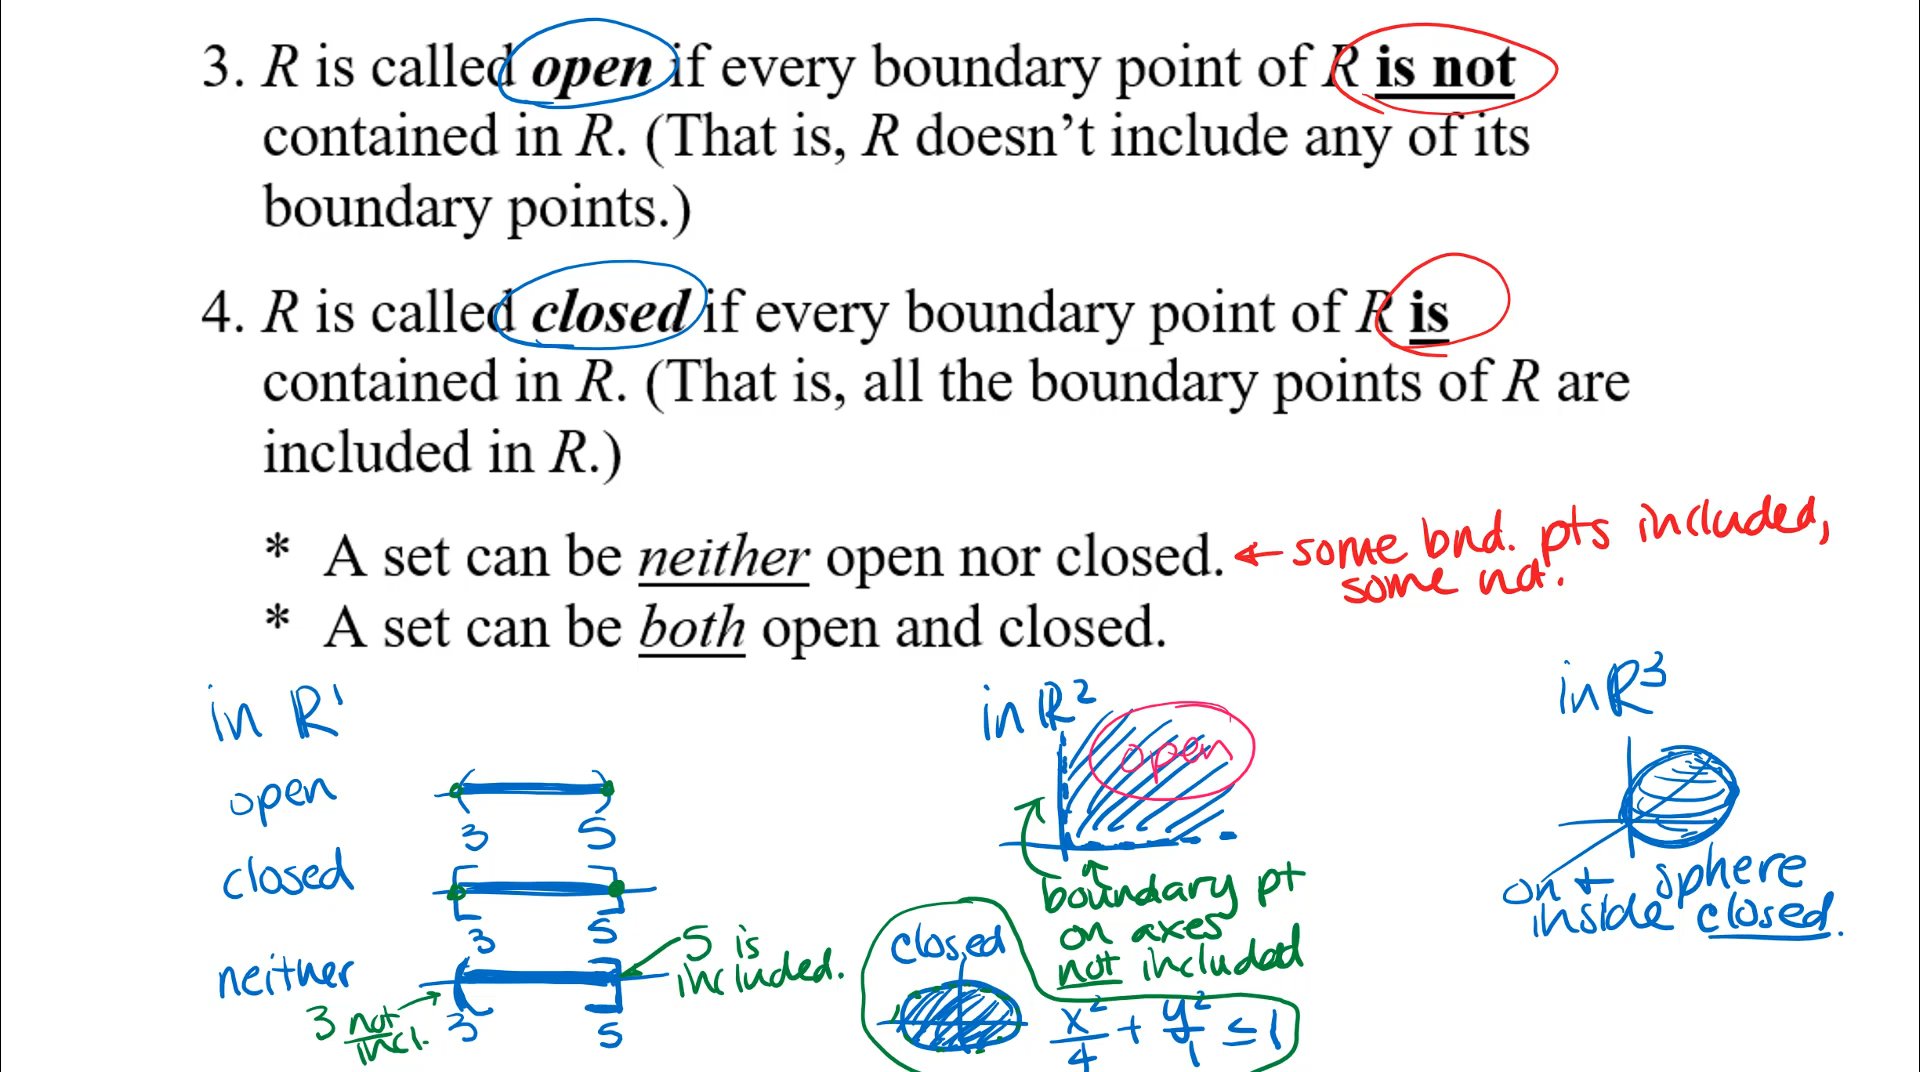 3. R is called open if every boundary point of R is not
contained in R. (That is, R doesn’t include any of its
boundary points.)
4. R is called closed if every boundary point of R is
contained in R. (That is, all the boundary points of R are
included in R.)
* A set can be neither open nor closed. ← some bnd. pts included,
some not.
* A set can be both open and closed.
in ℝ¹
open
3 5
closed
3 5
neither
3 5
3 not
incl.
5 is
included.
in ℝ²
open
boundary pt
on axes
not included
closed
x²/4 + y²/1 ≤ 1
in ℝ³
on + sphere
inside closed.